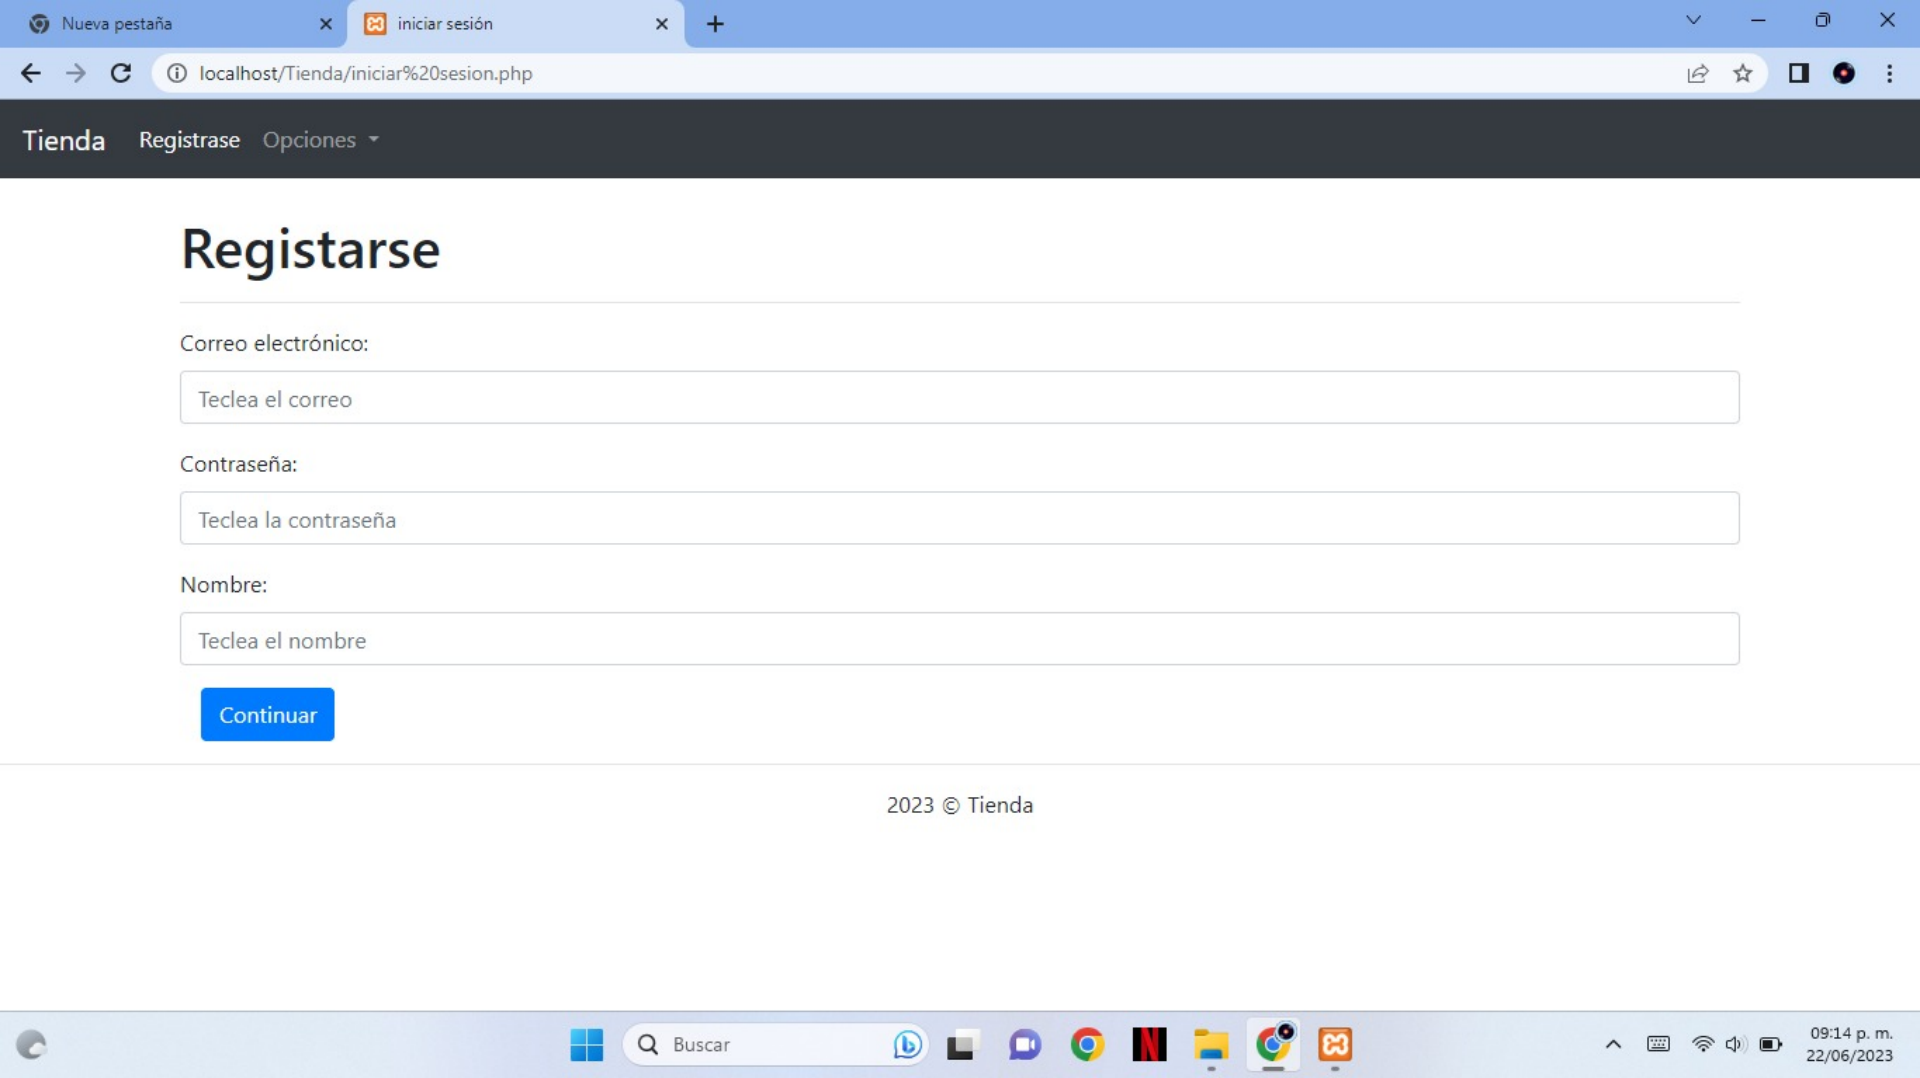 Nueva pestaña
iniciar sesión
localhost/Tienda/iniciar%20sesion.php
Tienda Registrase Opciones
Registarse
Correo electrónico:
Teclea el correo
Contraseña:
Teclea la contraseña
Nombre:
Teclea el nombre
Continuar
2023 © Tienda
Buscar
09:14 p. m.
22/06/2023